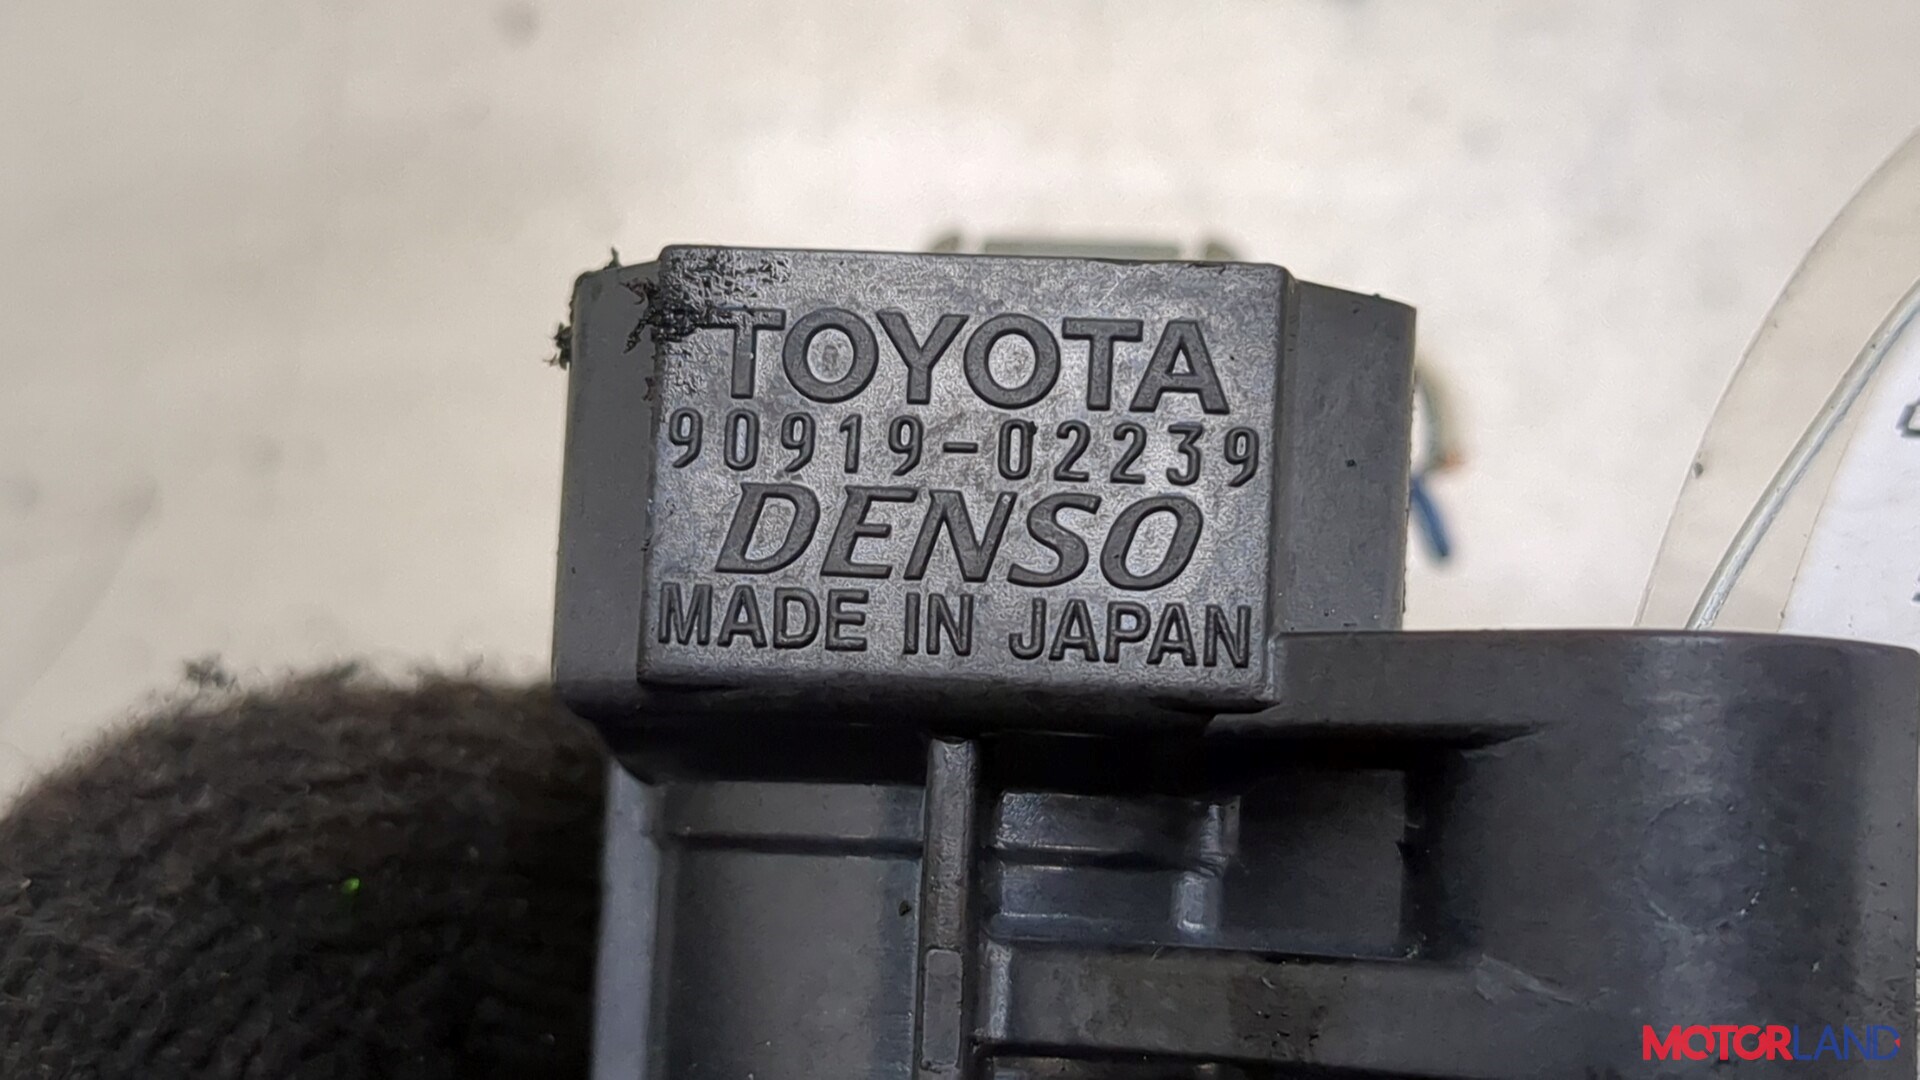 TOYOTA
90919-02239
DENSO
MADE IN JAPAN
MOTORLAND